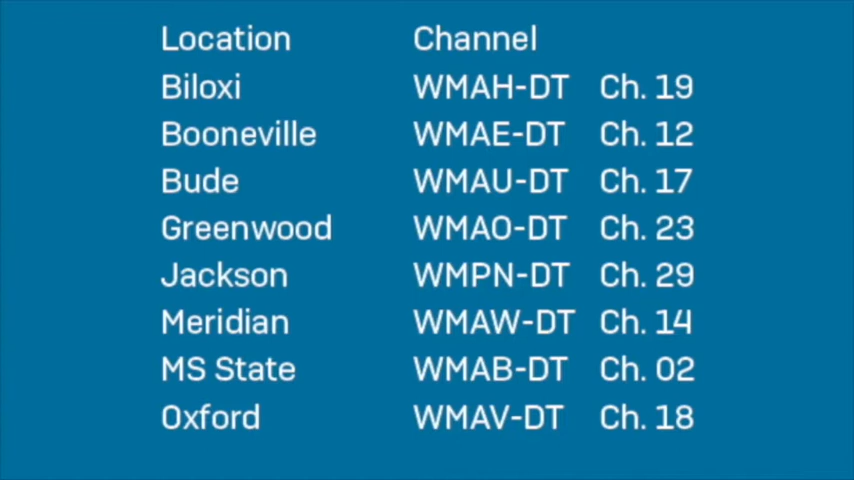 Location Channel
Biloxi WMAH-DT Ch. 19
Booneville WMAE-DT Ch. 12
Bude WMAU-DT Ch. 17
Greenwood WMAO-DT Ch. 23
Jackson WMPN-DT Ch. 29
Meridian WMAW-DT Ch. 14
MS State WMAB-DT Ch. 02
Oxford WMAV-DT Ch. 18